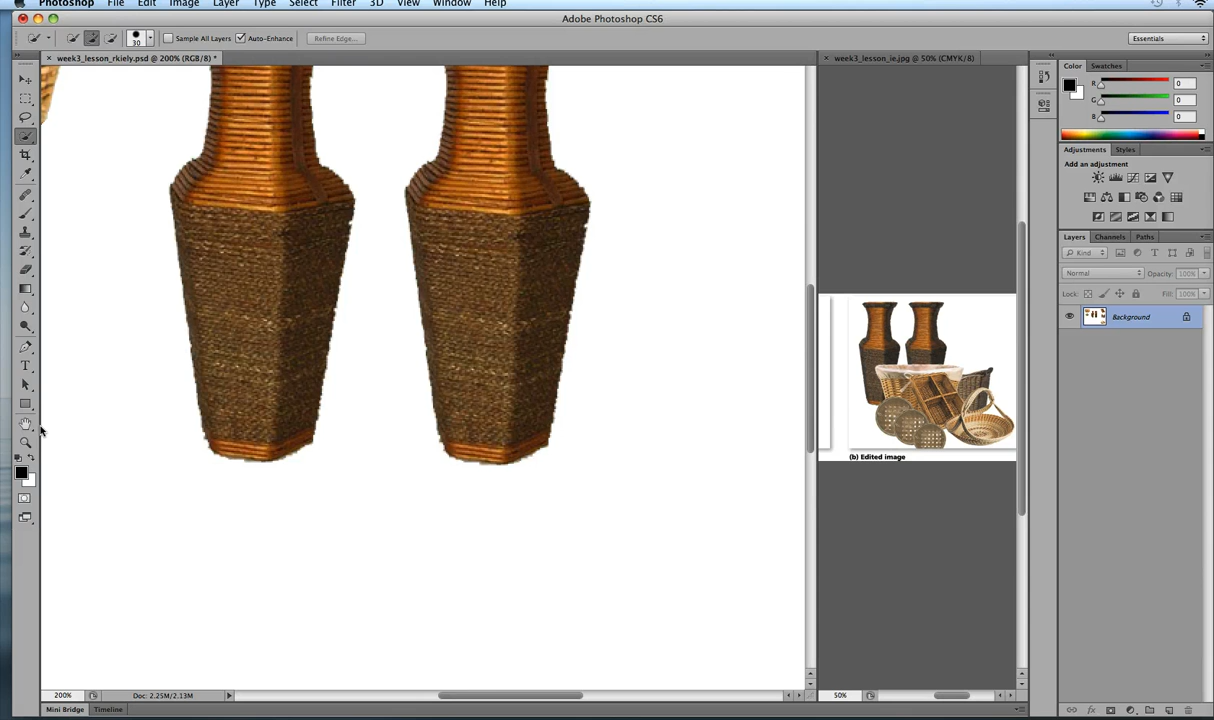 Photoshop File Edit Image Layer Type Select Filter 3D View Window Help
Adobe Photoshop CS6
30 Sample All Layers Auto-Enhance Refine Edge... Essentials
× week3_lesson_rkiely.psd @ 200% (RGB/8) * × week3_lesson_ie.jpg @ 50% (CMYK/8)
Color Swatches
R 0
G 0
B 0
Adjustments Styles
Add an adjustment
Layers Channels Paths
Kind
Normal Opacity: 100%
Lock: Fill: 100%
Background
(b) Edited image
200% Doc: 2.25M/2.13M 50%
Mini Bridge Timeline
fx